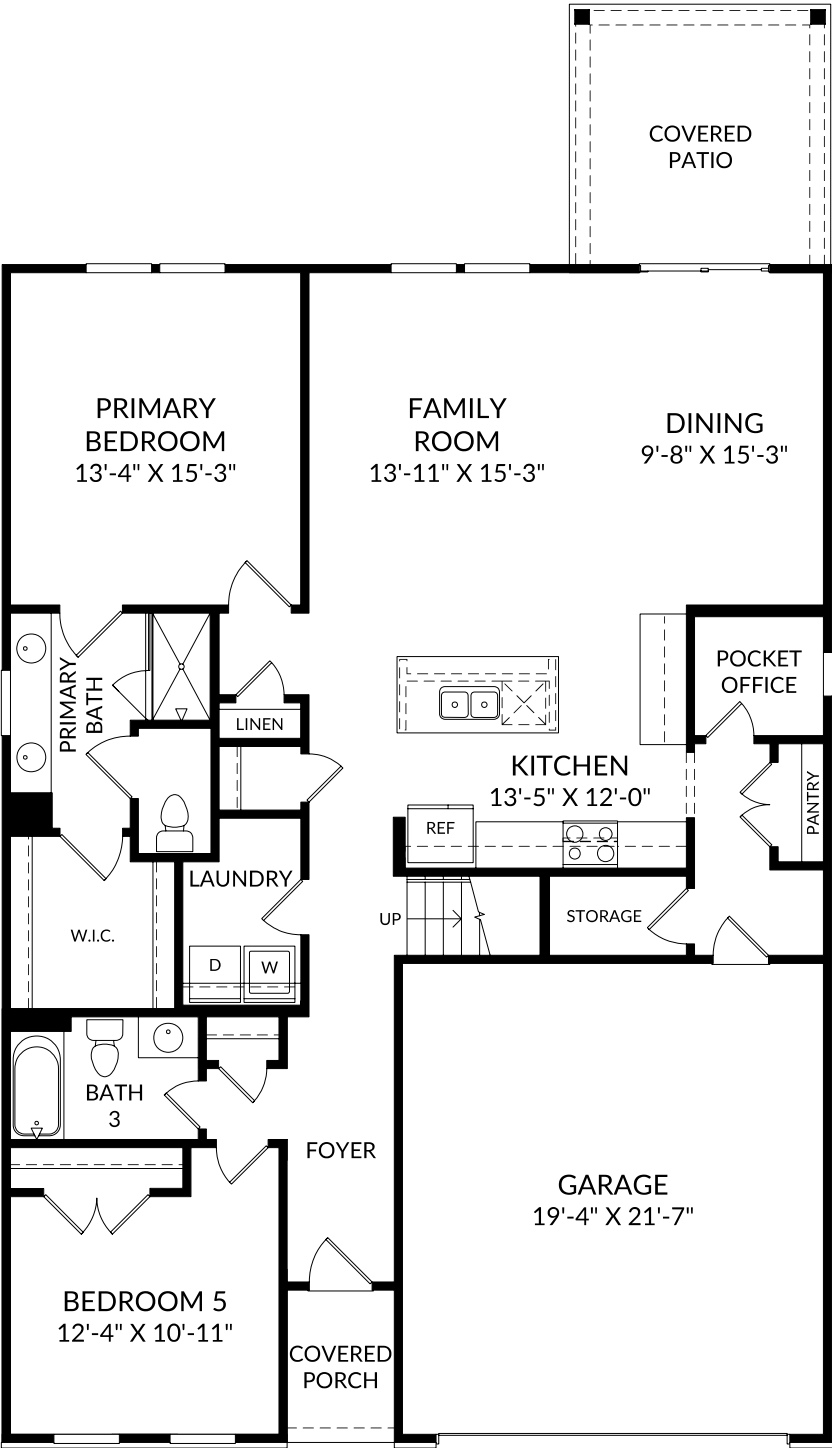 COVERED
PATIO
PRIMARY
BEDROOM
13'-4" X 15'-3"
FAMILY
ROOM
13'-11" X 15'-3"
DINING
9'-8" X 15'-3"
PRIMARY
BATH
LINEN
POCKET
OFFICE
KITCHEN
13'-5" X 12'-0"
PANTRY
REF
LAUNDRY
UP
STORAGE
W.I.C.
D
W
BATH
3
FOYER
GARAGE
19'-4" X 21'-7"
BEDROOM 5
12'-4" X 10'-11"
COVERED
PORCH